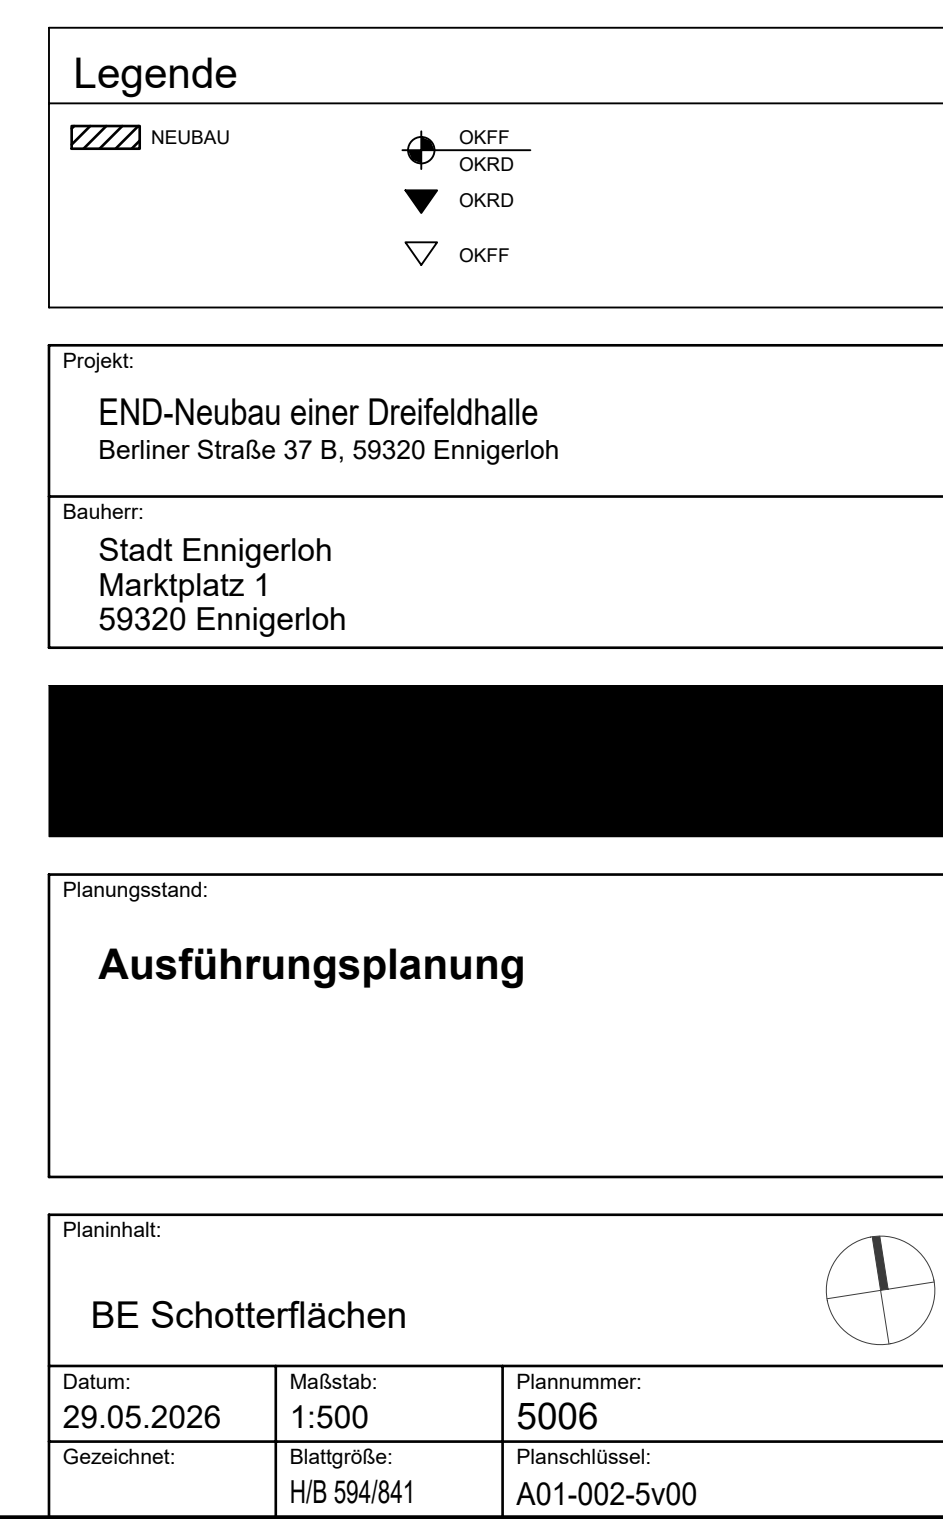 Legende
NEUBAU
OKFF
OKRD
OKRD
OKFF
Projekt:
END-Neubau einer Dreifeldhalle
Berliner Straße 37 B, 59320 Ennigerloh
Bauherr:
Stadt Ennigerloh
Marktplatz 1
59320 Ennigerloh
Planungsstand:
Ausführungsplanung
Planinhalt:
BE Schotterflächen
Datum:
29.05.2026
Maßstab:
1:500
Plannummer:
5006
Gezeichnet:
Blattgröße:
H/B 594/841
Planschlüssel:
A01-002-5v00